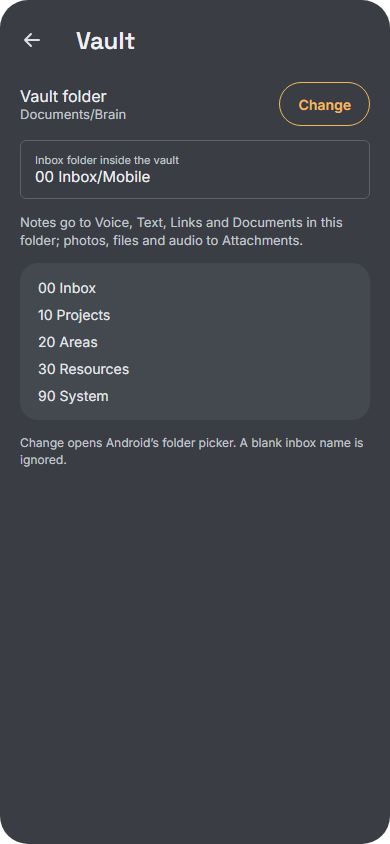 Vault
Vault folder
Documents/Brain
Change
Inbox folder inside the vault
00 Inbox/Mobile
Notes go to Voice, Text, Links and Documents in this
folder; photos, files and audio to Attachments.
00 Inbox
10 Projects
20 Areas
30 Resources
90 System
Change opens Android’s folder picker. A blank inbox name is
ignored.